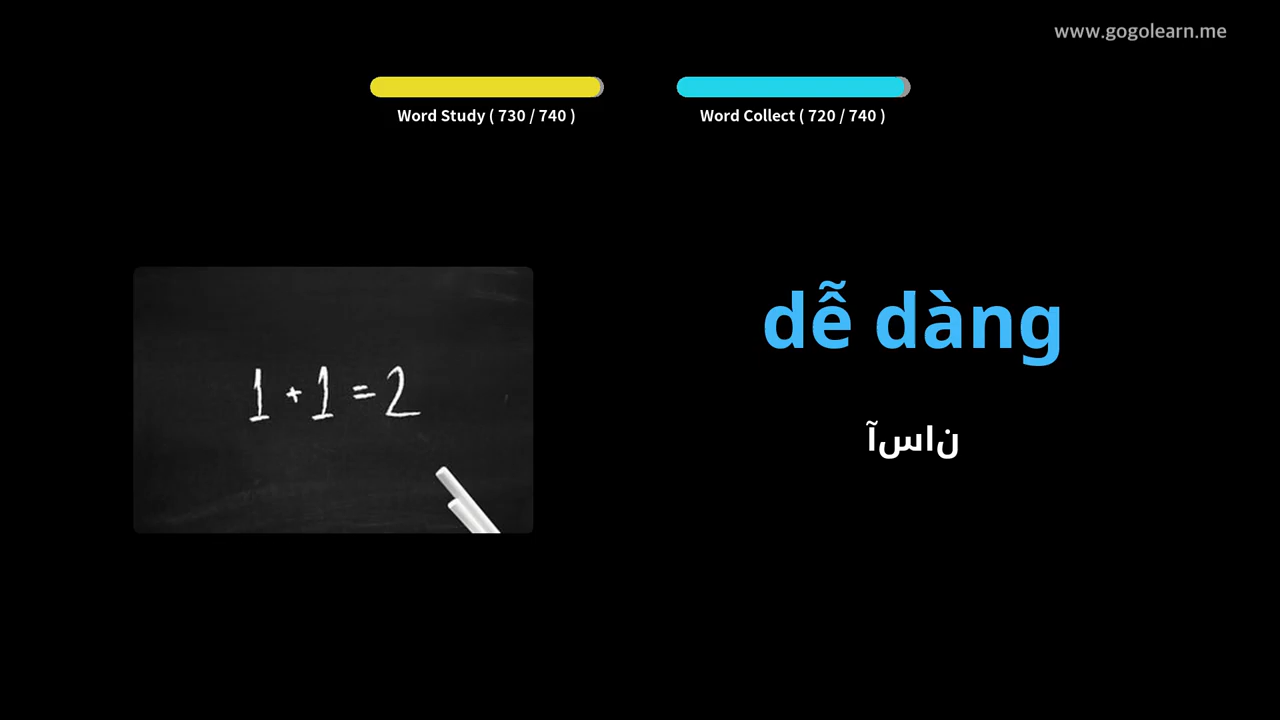 www.gogolearn.me
Word Study ( 730 / 740 )
Word Collect ( 720 / 740 )
1 + 1 = 2
dễ dàng
آسان